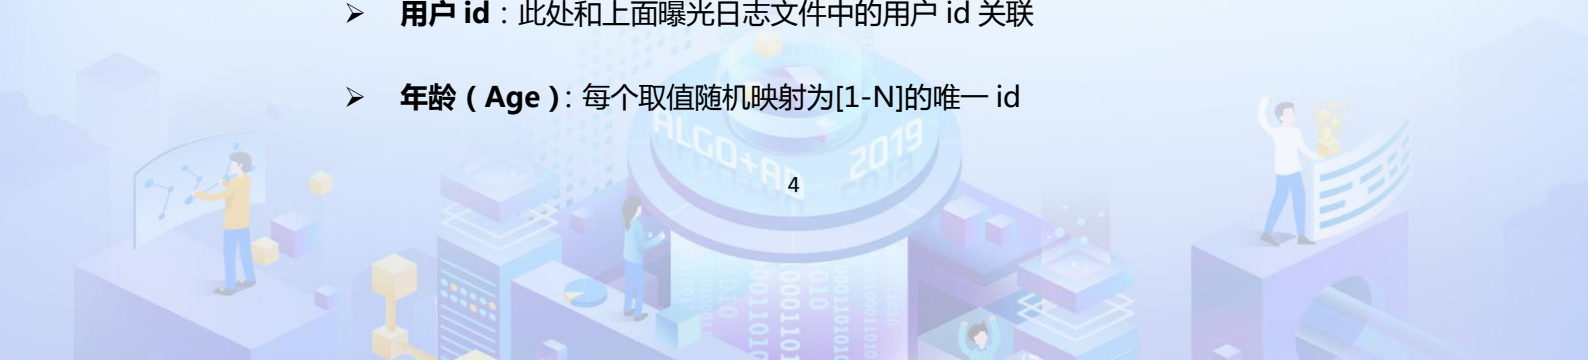 ➢ 用户 id：此处和上面曝光日志文件中的用户 id 关联
➢ 年龄（Age）：每个取值随机映射为[1-N]的唯一 id
ALGO+A 2019
4